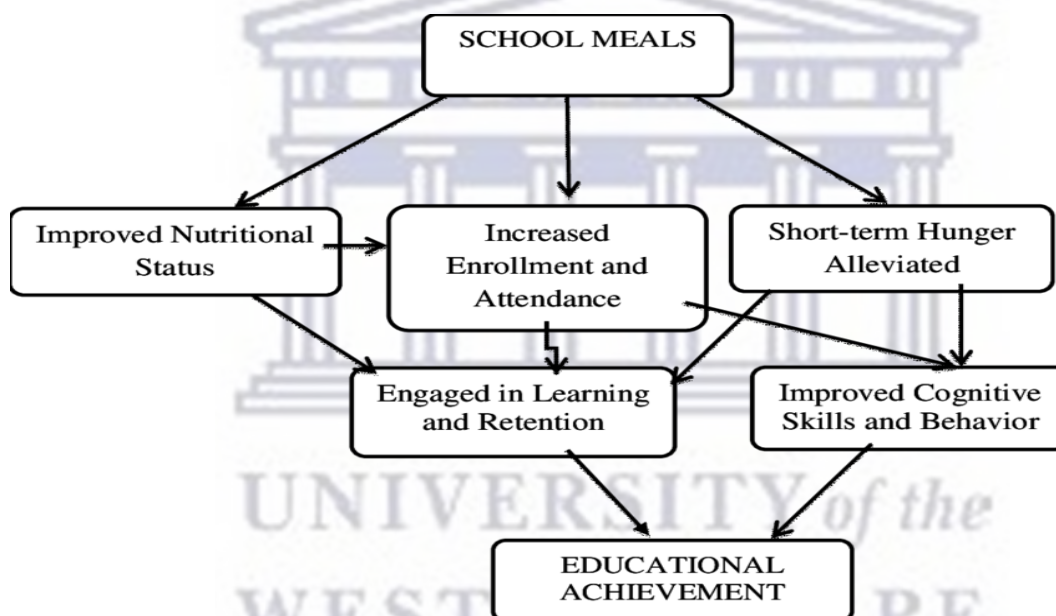 SCHOOL MEALS
Improved Nutritional
Status
Increased
Enrollment and
Attendance
Short-term Hunger
Alleviated
Engaged in Learning
and Retention
Improved Cognitive
Skills and Behavior
UNIVERSITY of the
EDUCATIONAL
ACHIEVEMENT